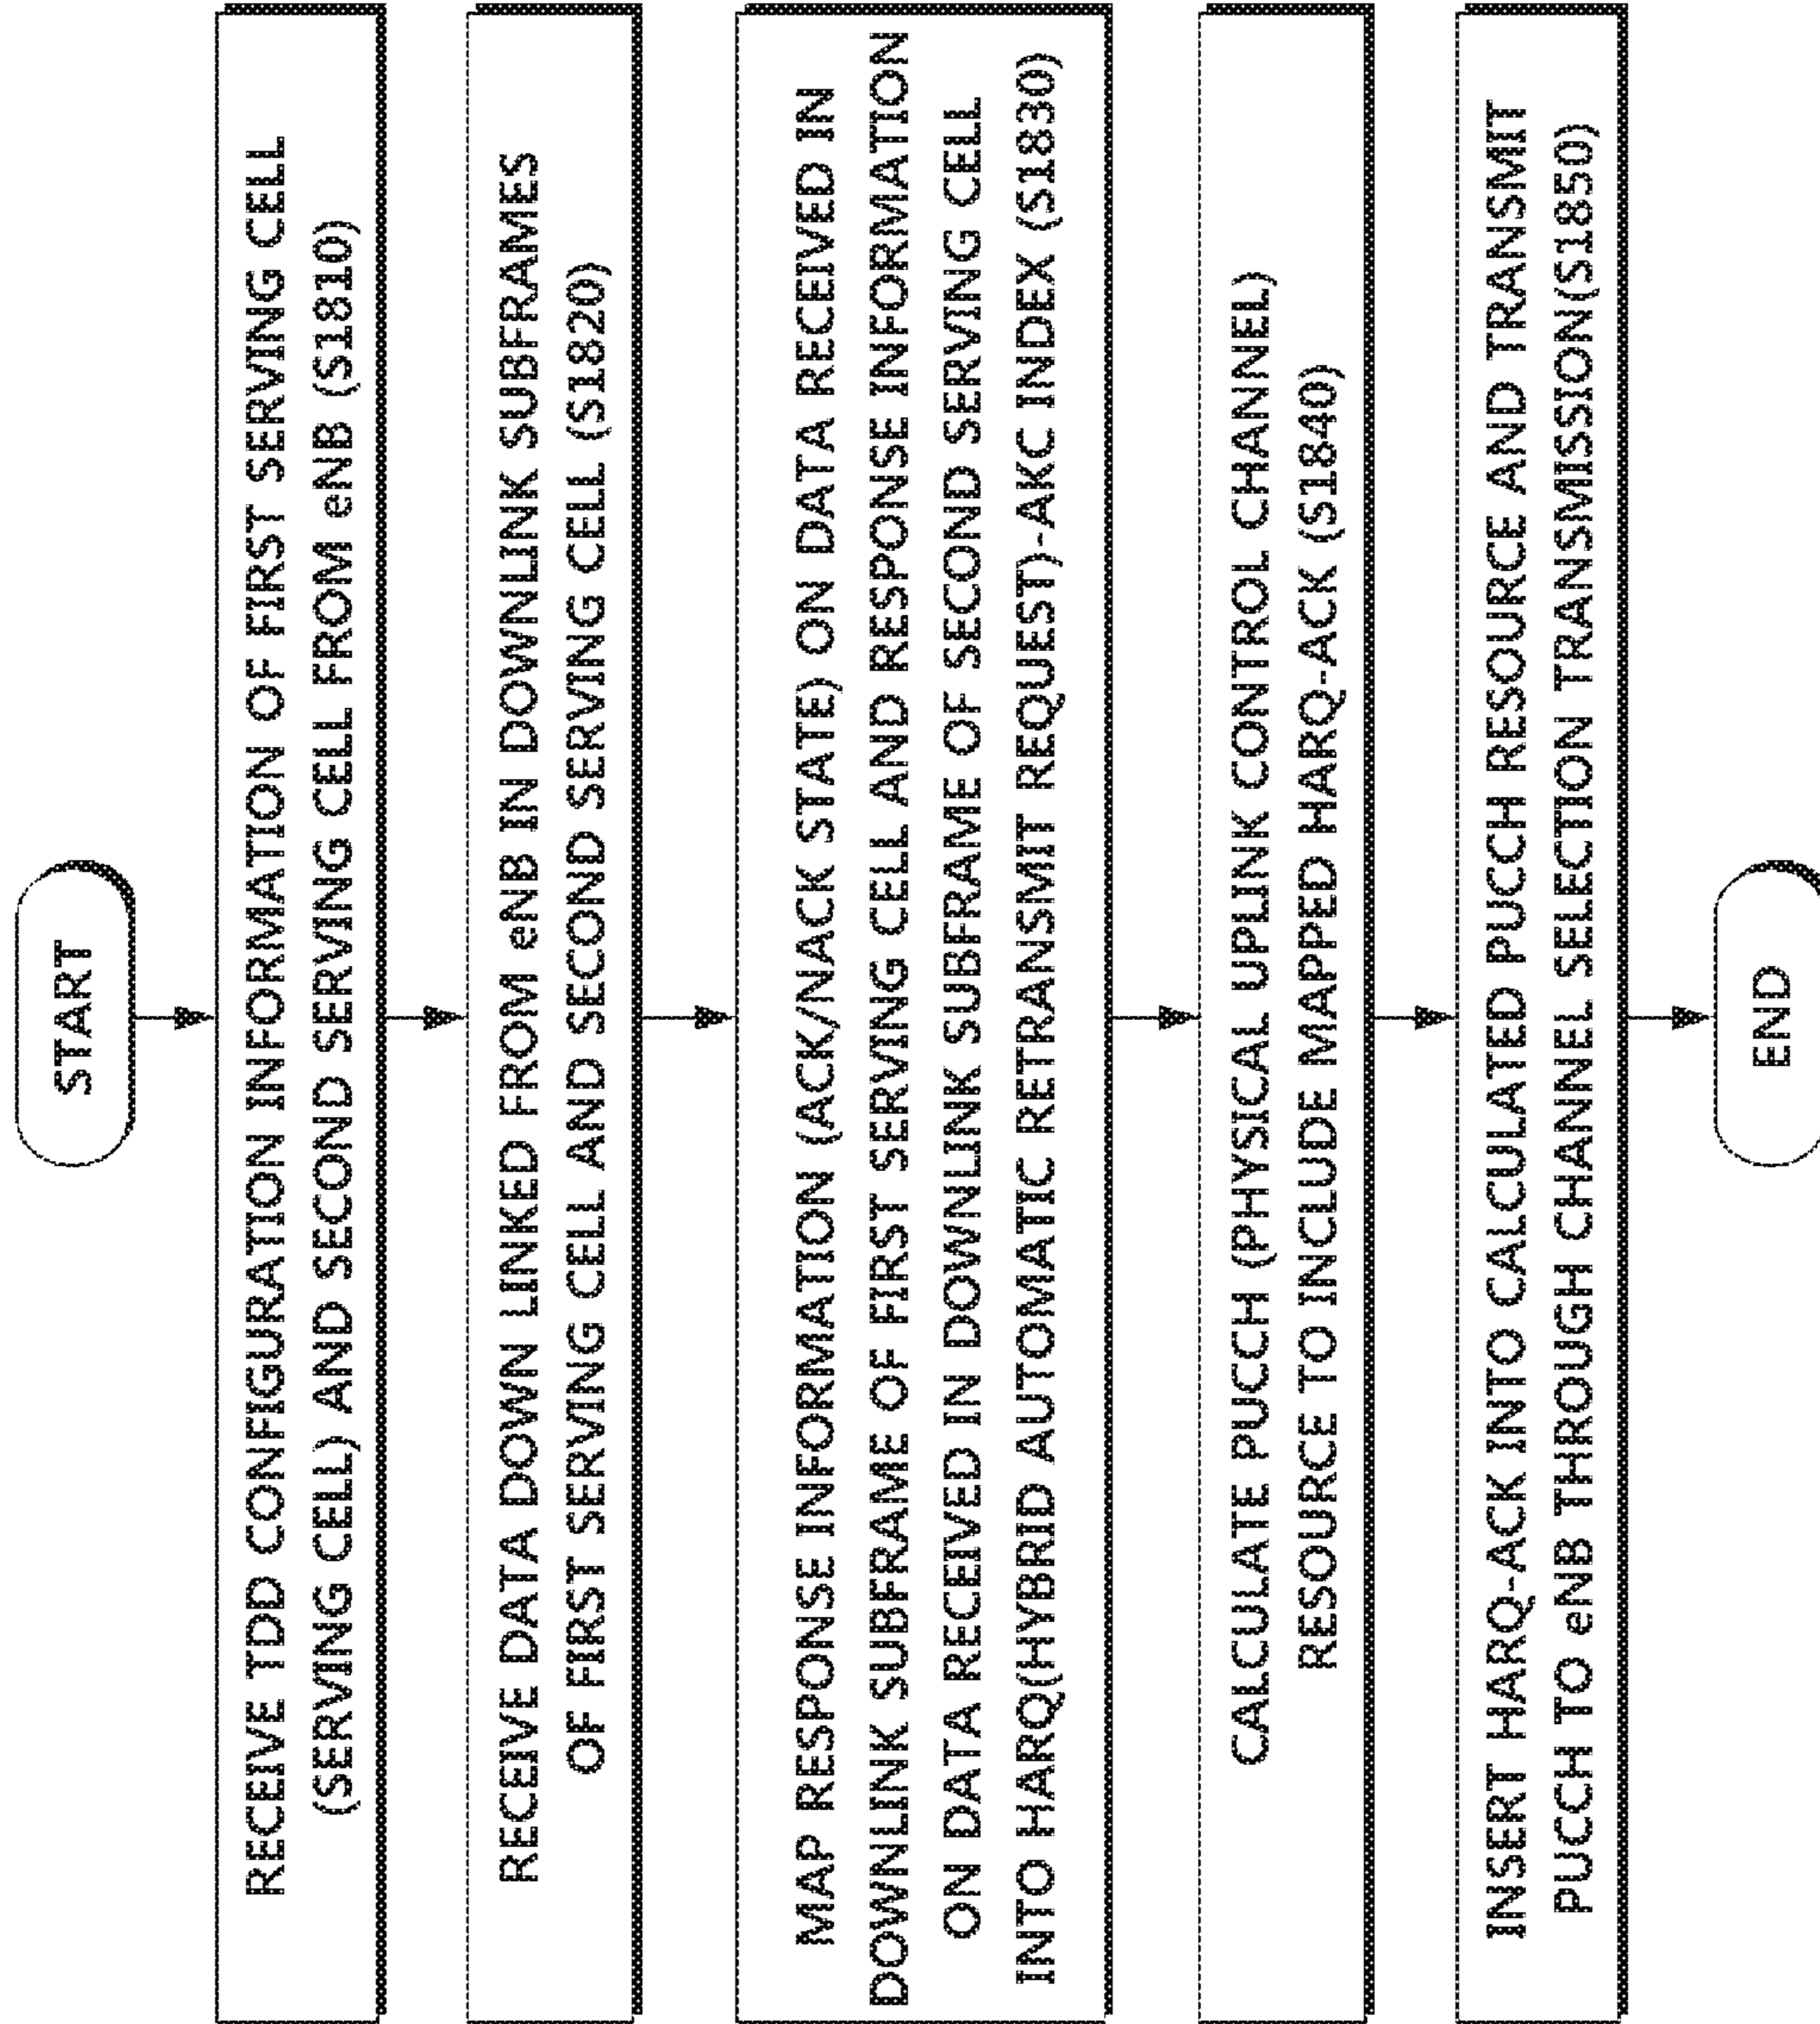 START
RECEIVE TDD CONFIGURATION INFORMATION OF FIRST SERVING CELL
(SERVING CELL) AND SECOND SERVING CELL FROM eNB (S1810)
RECEIVE DATA DOWN LINKED FROM eNB IN DOWNLINK SUBFRAMES
OF FIRST SERVING CELL AND SECOND SERVING CELL (S1820)
MAP RESPONSE INFORMATION (ACK/NACK STATE) ON DATA RECEIVED IN
DOWNLINK SUBFRAME OF FIRST SERVING CELL AND RESPONSE INFORMATION
ON DATA RECEIVED IN DOWNLINK SUBFRAME OF SECOND SERVING CELL
INTO HARQ(HYBRID AUTOMATIC RETRANSMIT REQUEST)-AKC INDEX (S1830)
CALCULATE PUCCH (PHYSICAL UPLINK CONTROL CHANNEL)
RESOURCE TO INCLUDE MAPPED HARQ-ACK (S1840)
INSERT HARQ-ACK INTO CALCULATED PUCCH RESOURCE AND TRANSMIT
PUCCH TO eNB THROUGH CHANNEL SELECTION TRANSMISSION(S1850)
END